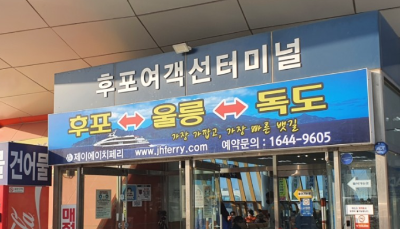 후포여객선터미널
후포 ↔ 울릉 ↔ 독도
가장 가깝고, 가장 빠른 뱃길
제이에이치페리 www.jhferry.com 예약문의 : 1644-9605
건어물
매점